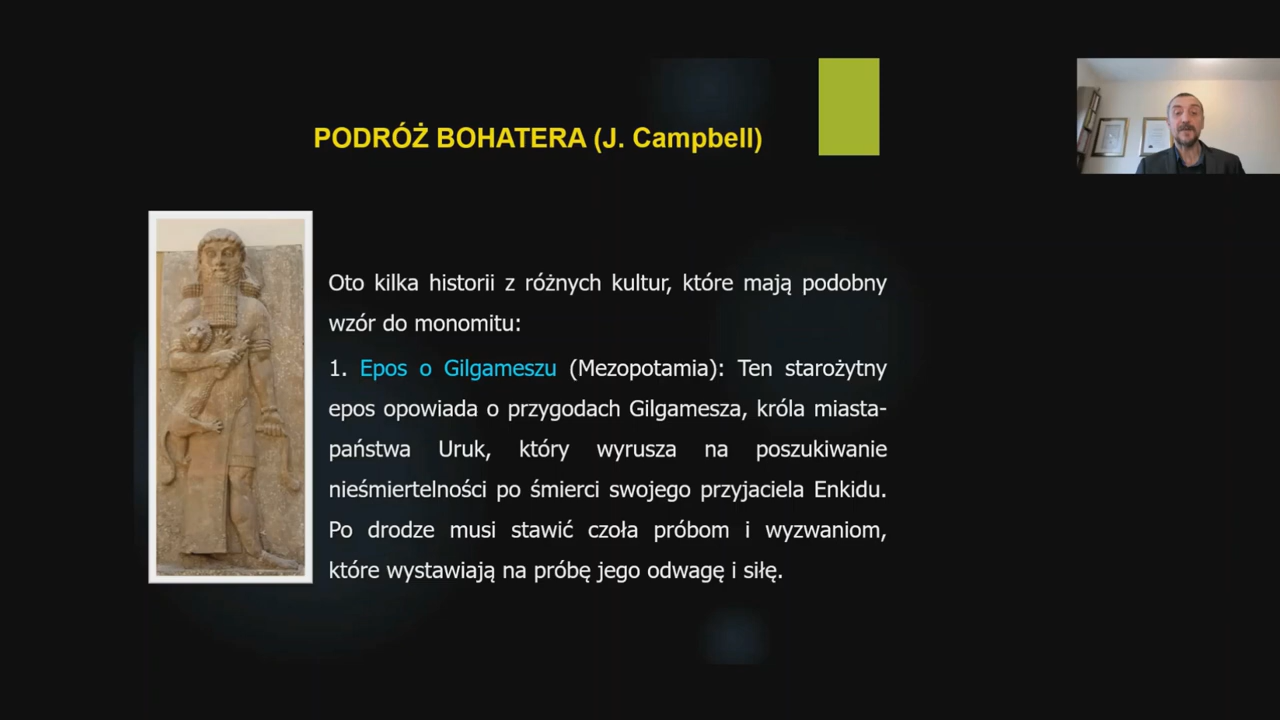 PODRÓŻ BOHATERA (J. Campbell)
Oto kilka historii z różnych kultur, które mają podobny
wzór do monomitu:
1. Epos o Gilgameszu (Mezopotamia): Ten starożytny
epos opowiada o przygodach Gilgamesza, króla miasta-
państwa Uruk, który wyrusza na poszukiwanie
nieśmiertelności po śmierci swojego przyjaciela Enkidu.
Po drodze musi stawić czoła próbom i wyzwaniom,
które wystawiają na próbę jego odwagę i siłę.